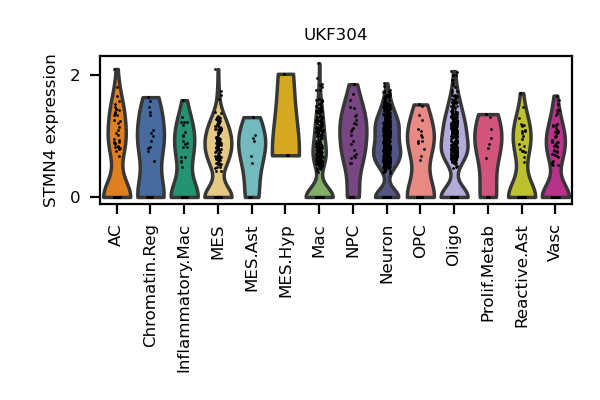 UKF304
STMN4 expression
2
0
AC
Chromatin.Reg
Inflammatory.Mac
MES
MES.Ast
MES.Hyp
Mac
NPC
Neuron
OPC
Oligo
Prolif.Metab
Reactive.Ast
Vasc